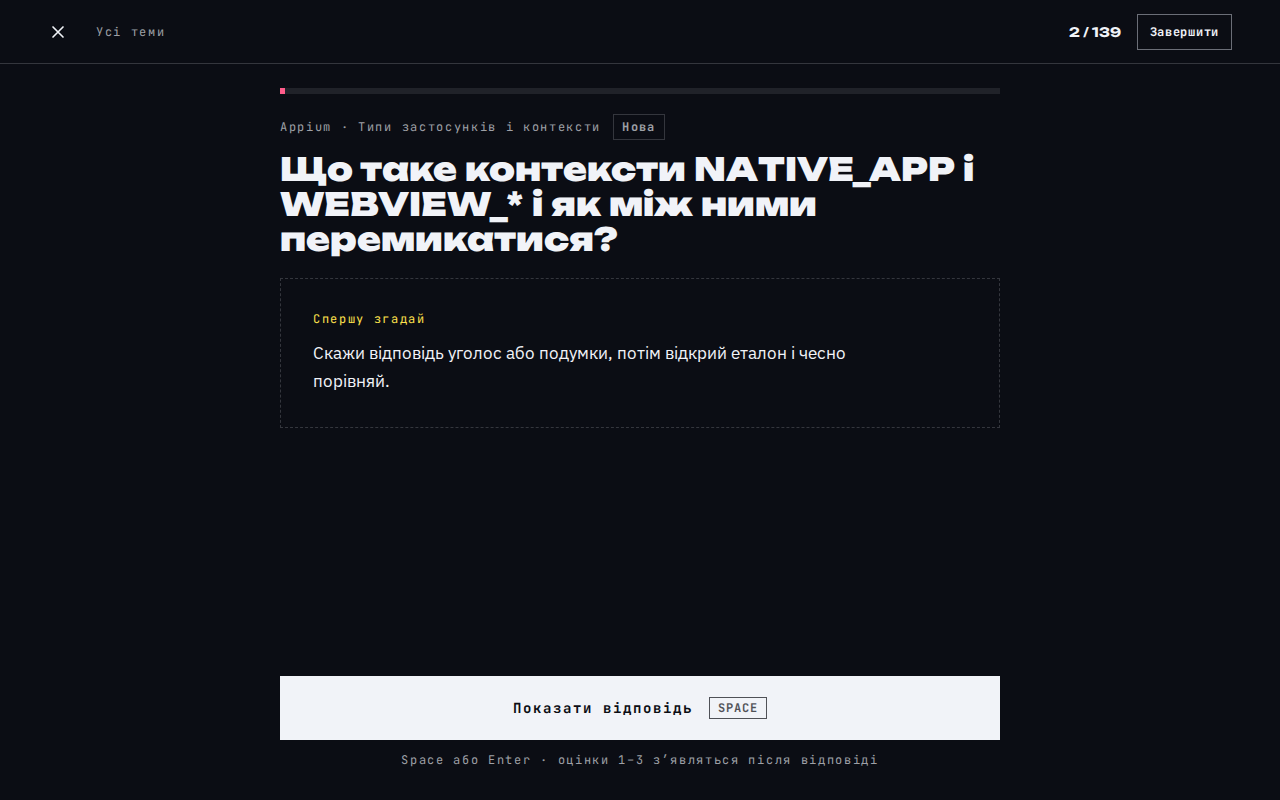 Усі теми
2 / 139
Завершити
Appium · Типи застосунків і контексти
Нова
Що таке контексти NATIVE_APP і
WEBVIEW_* і як між ними
перемикатися?
Спершу згадай
Скажи відповідь уголос або подумки, потім відкрий еталон і чесно
порівняй.
Показати відповідь
SPACE
Space або Enter · оцінки 1–3 з’являться після відповіді